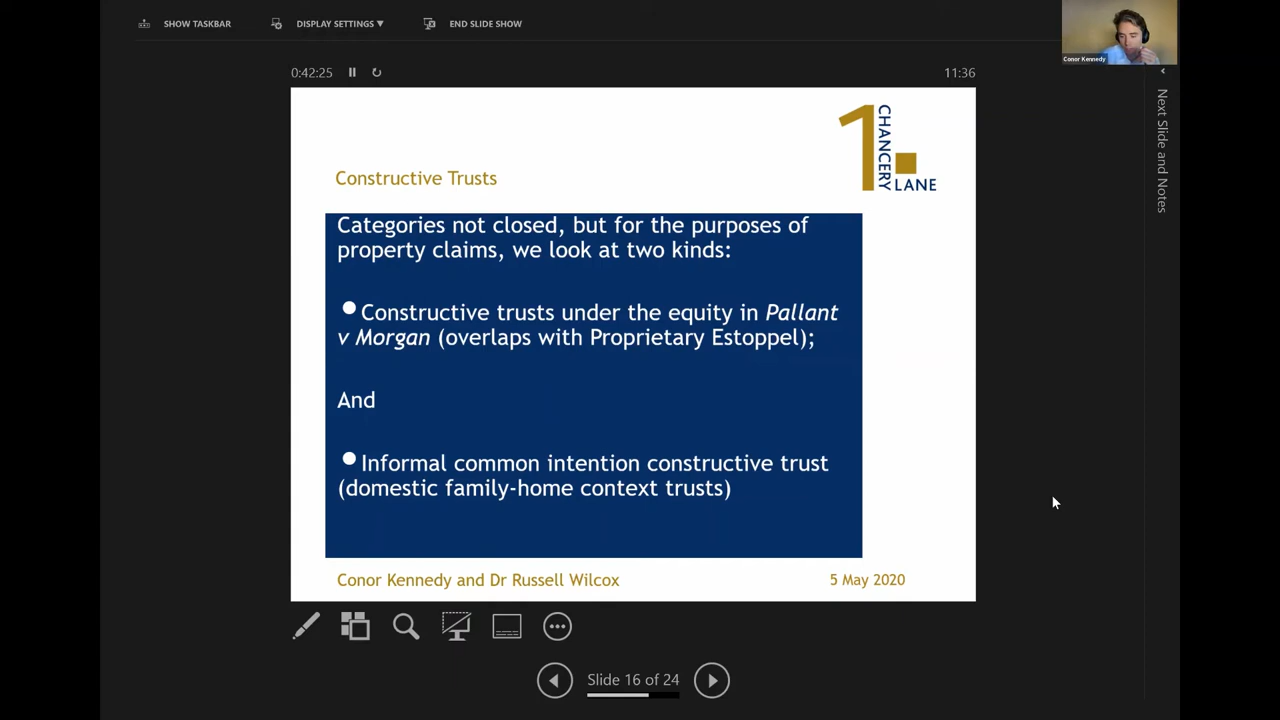 SHOW TASKBAR
DISPLAY SETTINGS ▼
END SLIDE SHOW
Conor Kennedy
0:42:25
11:36
Next Slide and Notes
1 CHANCERY LANE
Constructive Trusts
Categories not closed, but for the purposes of
property claims, we look at two kinds:
●Constructive trusts under the equity in Pallant
v Morgan (overlaps with Proprietary Estoppel);
And
●Informal common intention constructive trust
(domestic family-home context trusts)
Conor Kennedy and Dr Russell Wilcox
5 May 2020
Slide 16 of 24